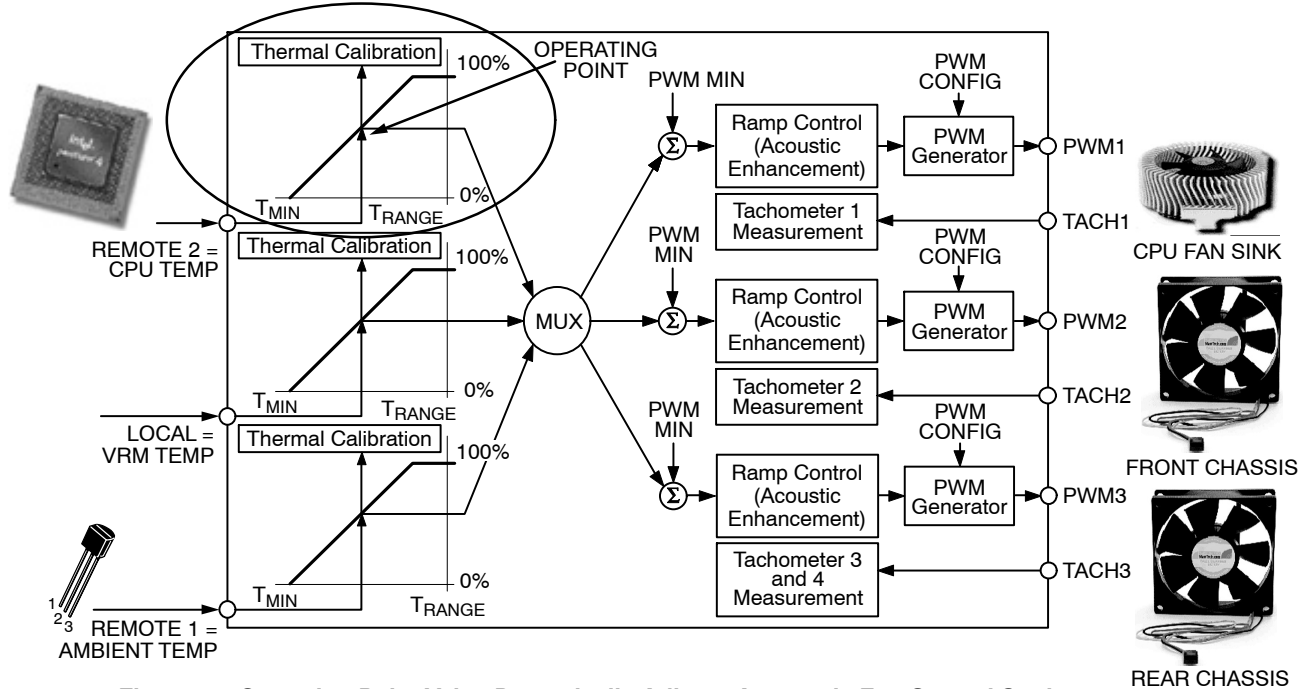 Thermal Calibration
100%
OPERATING
POINT
0%
TMIN
TRANGE
REMOTE 2 =
CPU TEMP
Thermal Calibration
100%
0%
TMIN
TRANGE
LOCAL =
VRM TEMP
Thermal Calibration
100%
0%
TMIN
TRANGE
1
2
3
REMOTE 1 =
AMBIENT TEMP
MUX
PWM MIN
Σ
Ramp Control
(Acoustic
Enhancement)
PWM
CONFIG
PWM
Generator
PWM1
Tachometer 1
Measurement
TACH1
CPU FAN SINK
PWM
MIN
Σ
Ramp Control
(Acoustic
Enhancement)
PWM
CONFIG
PWM
Generator
PWM2
Tachometer 2
Measurement
TACH2
FRONT CHASSIS
PWM
MIN
Σ
Ramp Control
(Acoustic
Enhancement)
PWM
CONFIG
PWM
Generator
PWM3
Tachometer 3
and 4
Measurement
TACH3
REAR CHASSIS